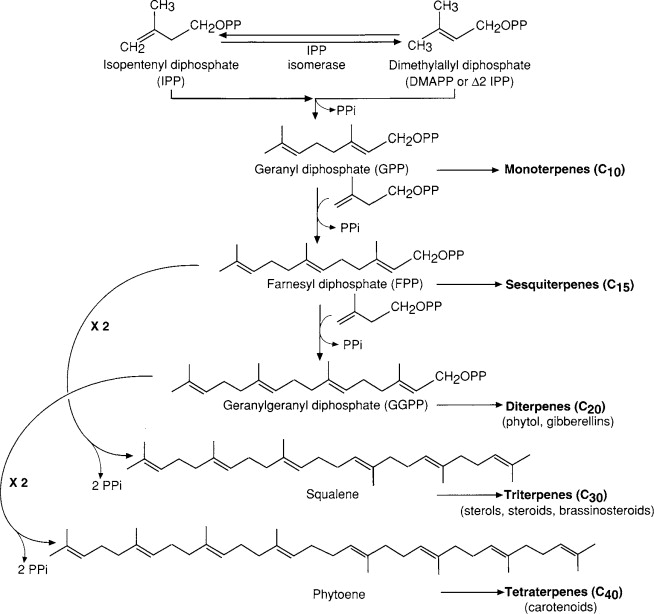 CH3
CH2OPP
CH2
Isopentenyl diphosphate
(IPP)
IPP
isomerase
CH3
CH2OPP
CH3
Dimethylallyl diphosphate
(DMAPP or Δ2 IPP)
PPi
CH2OPP
Geranyl diphosphate (GPP)
Monoterpenes (C10)
CH2OPP
PPi
CH2OPP
Farnesyl diphosphate (FPP)
Sesquiterpenes (C15)
CH2OPP
PPi
X 2
CH2OPP
Geranylgeranyl diphosphate (GGPP)
Diterpenes (C20)
(phytol, gibberellins)
X 2
2 PPi
Squalene
Triterpenes (C30)
(sterols, steroids, brassinosteroids)
2 PPi
Phytoene
Tetraterpenes (C40)
(carotenoids)